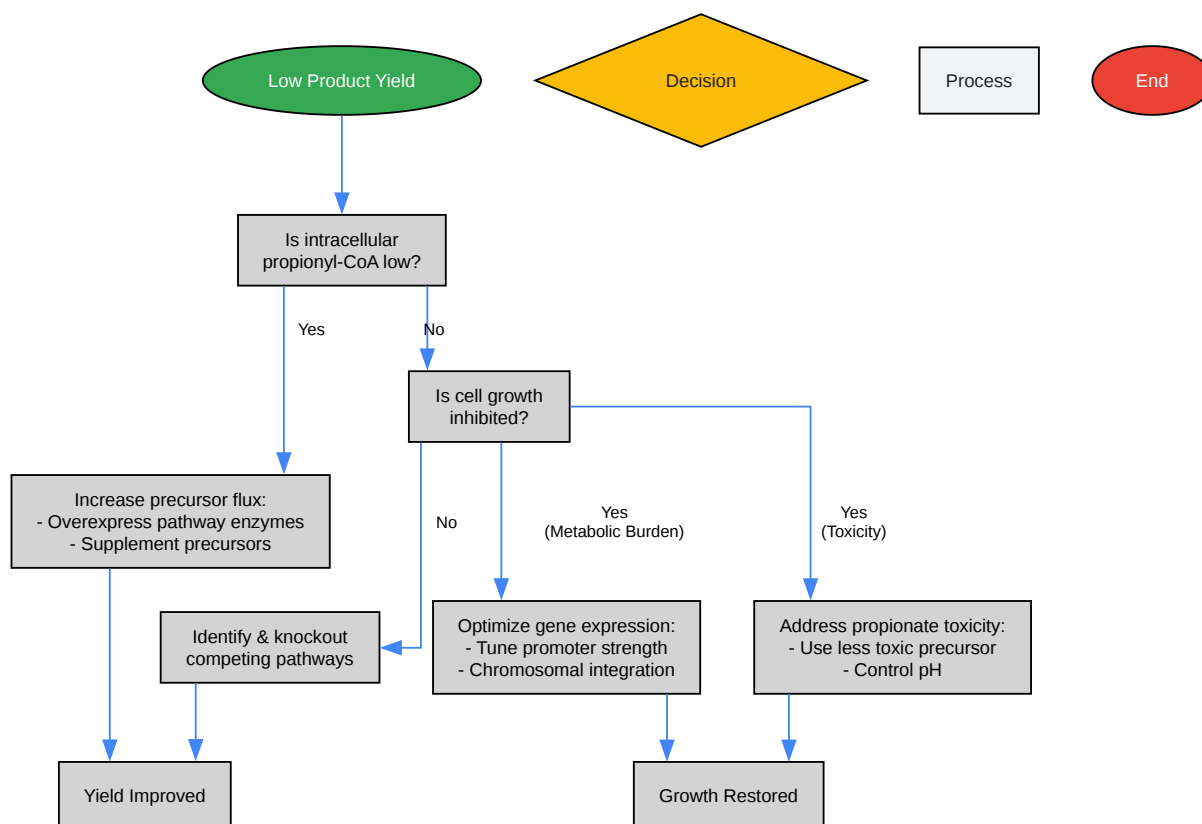 Low Product Yield
Decision
Process
End
Is intracellular
propionyl-CoA low?
Yes
No
Is cell growth
inhibited?
Increase precursor flux:
- Overexpress pathway enzymes
- Supplement precursors
No
Yes
(Metabolic Burden)
Yes
(Toxicity)
Identify & knockout
competing pathways
Optimize gene expression:
- Tune promoter strength
- Chromosomal integration
Address propionate toxicity:
- Use less toxic precursor
- Control pH
Yield Improved
Growth Restored